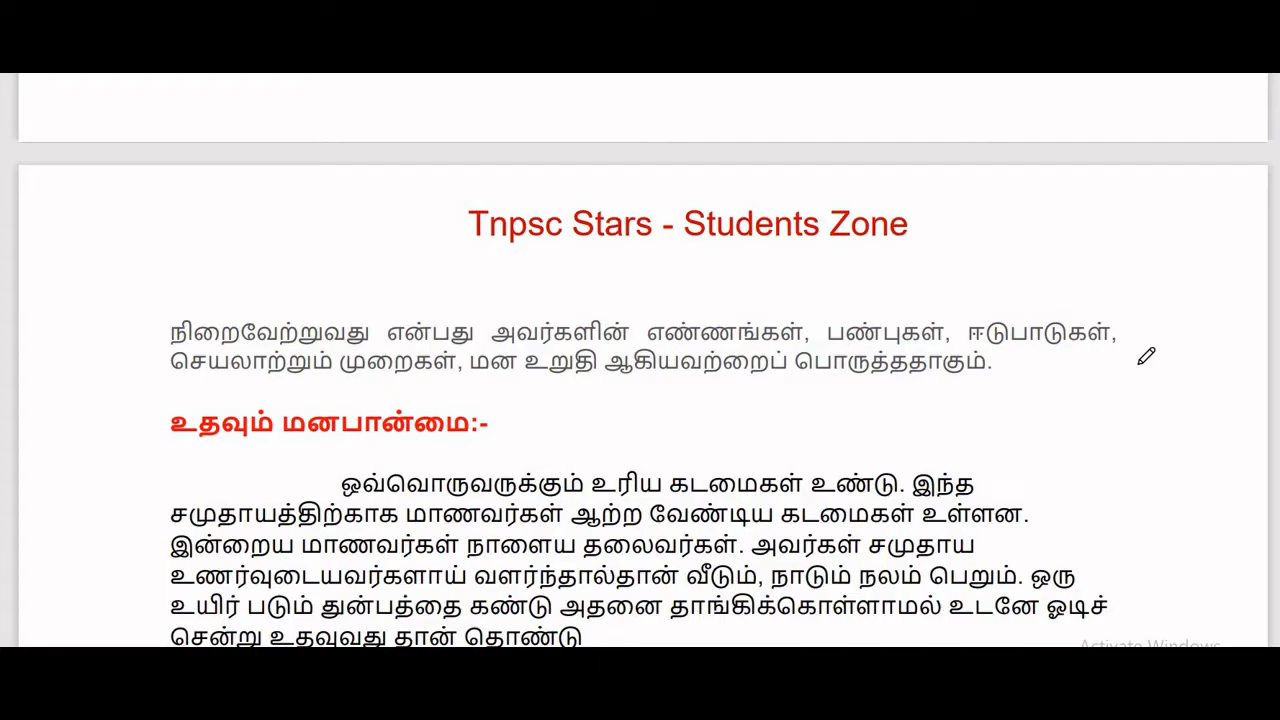 Tnpsc Stars - Students Zone
நிறைவேற்றுவது என்பது அவர்களின் எண்ணங்கள், பண்புகள், ஈடுபாடுகள்,
செயலாற்றும் முறைகள், மன உறுதி ஆகியவற்றைப் பொருத்ததாகும்.
உதவும் மனபான்மை:-
ஒவ்வொருவருக்கும் உரிய கடமைகள் உண்டு. இந்த
சமுதாயத்திற்காக மாணவர்கள் ஆற்ற வேண்டிய கடமைகள் உள்ளன.
இன்றைய மாணவர்கள் நாளைய தலைவர்கள். அவர்கள் சமுதாய
உணர்வுடையவர்களாய் வளர்ந்தால்தான் வீடும், நாடும் நலம் பெறும். ஒரு
உயிர் படும் துன்பத்தை கண்டு அதனை தாங்கிக்கொள்ளாமல் உடனே ஓடிச்
சென்று உதவுவது தான் தொண்டு
Activate Windows